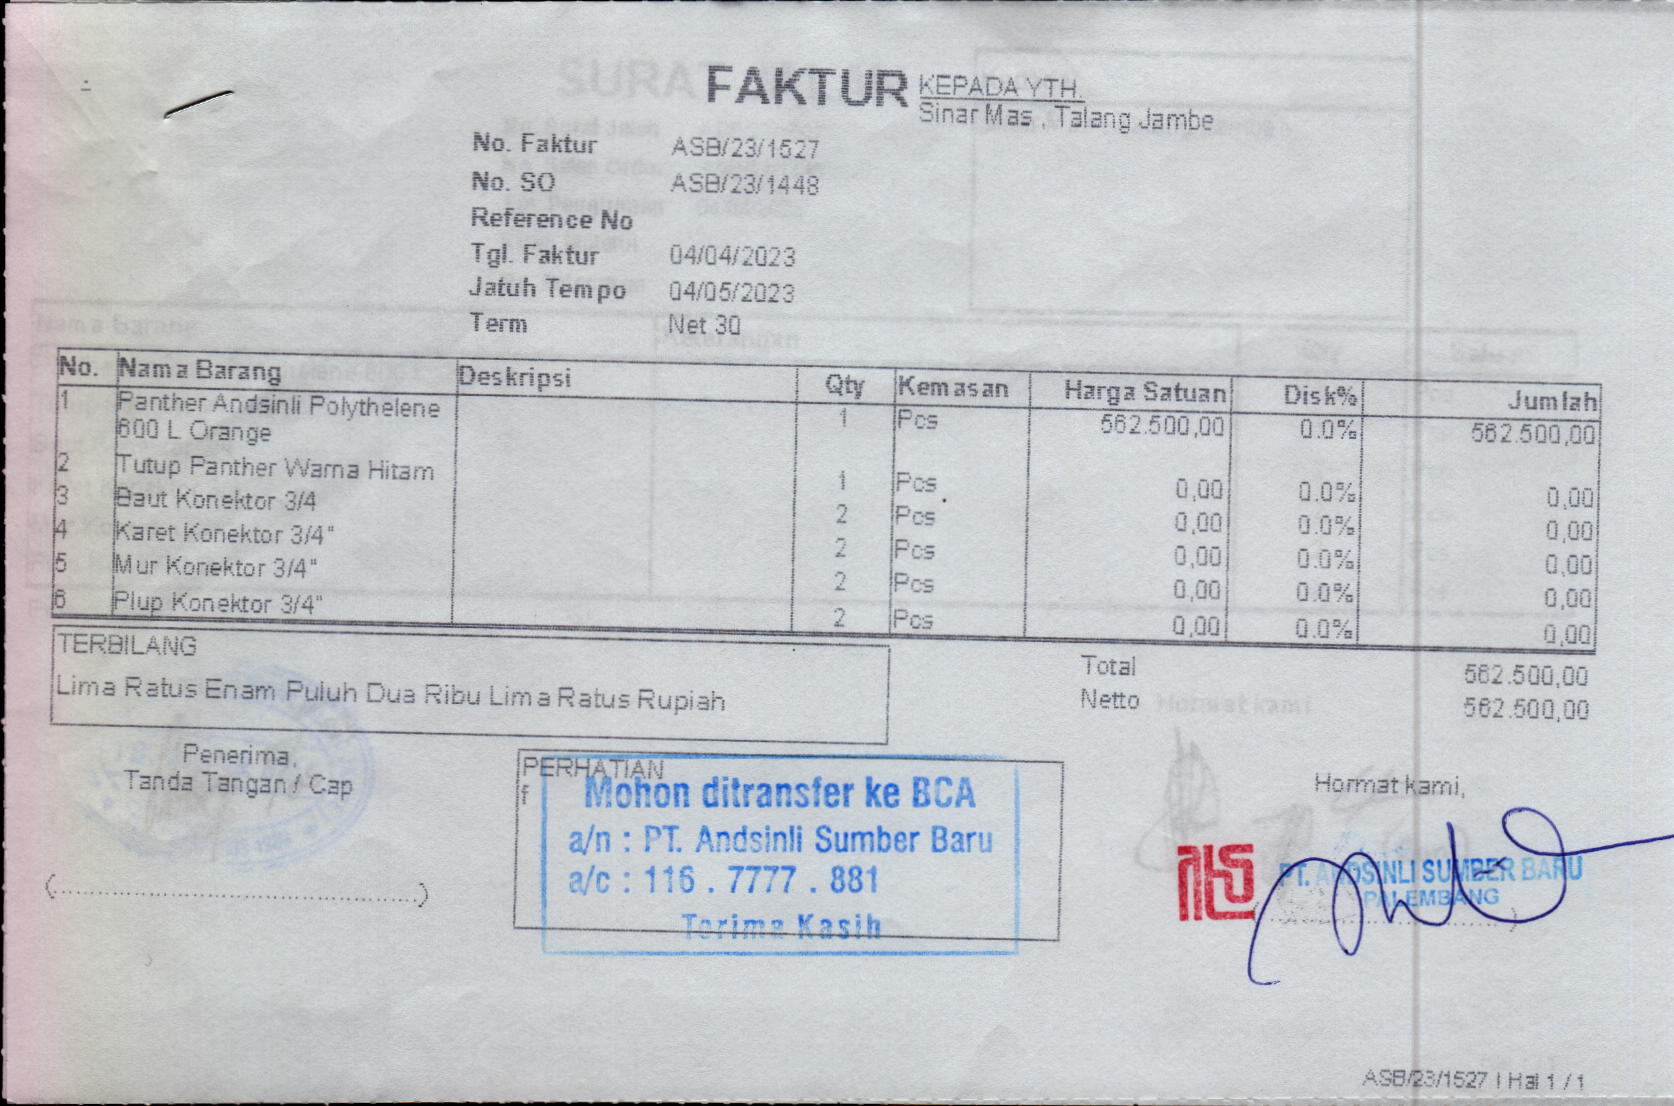 FAKTUR
KEPADA YTH.
Sinar Mas , Talang Jambe
No. Faktur ASB/23/1527
No. SO ASB/23/1448
Reference No
Tgl. Faktur 04/04/2023
Jatuh Tempo 04/05/2023
Term Net 30
No. Nama Barang Deskripsi Qty Kemasan Harga Satuan Disk% Jumlah
1 Panther Andsinli Polythelene 1 Pcs 562.500,00 0.0% 562.500,00
600 L Orange
2 Tutup Panther Warna Hitam 1 Pcs 0,00 0.0% 0,00
3 Baut Konektor 3/4 2 Pcs 0,00 0.0% 0,00
4 Karet Konektor 3/4" 2 Pcs 0,00 0.0% 0,00
5 Mur Konektor 3/4" 2 Pcs 0,00 0.0% 0,00
6 Plup Konektor 3/4" 2 Pcs 0,00 0.0% 0,00
TERBILANG
Lima Ratus Enam Puluh Dua Ribu Lima Ratus Rupiah
Total 562.500,00
Netto 562.500,00
Penerima,
Tanda Tangan / Cap
(..............................................)
PERHATIAN
f
Mohon ditransfer ke BCA
a/n : PT. Andsinli Sumber Baru
a/c : 116 . 7777 . 881
Terima Kasih
Hormat kami,
PT. ANDSINLI SUMBER BARU
PALEMBANG
ASB/23/1527 | Hal 1 / 1